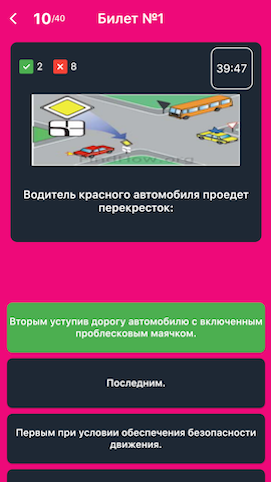 10/40
Билет №1
2
8
39:47
Водитель красного автомобиля проедет
перекресток:
Вторым уступив дорогу автомобилю с включенным
проблесковым маячком.
Последним.
Первым при условии обеспечения безопасности
движения.